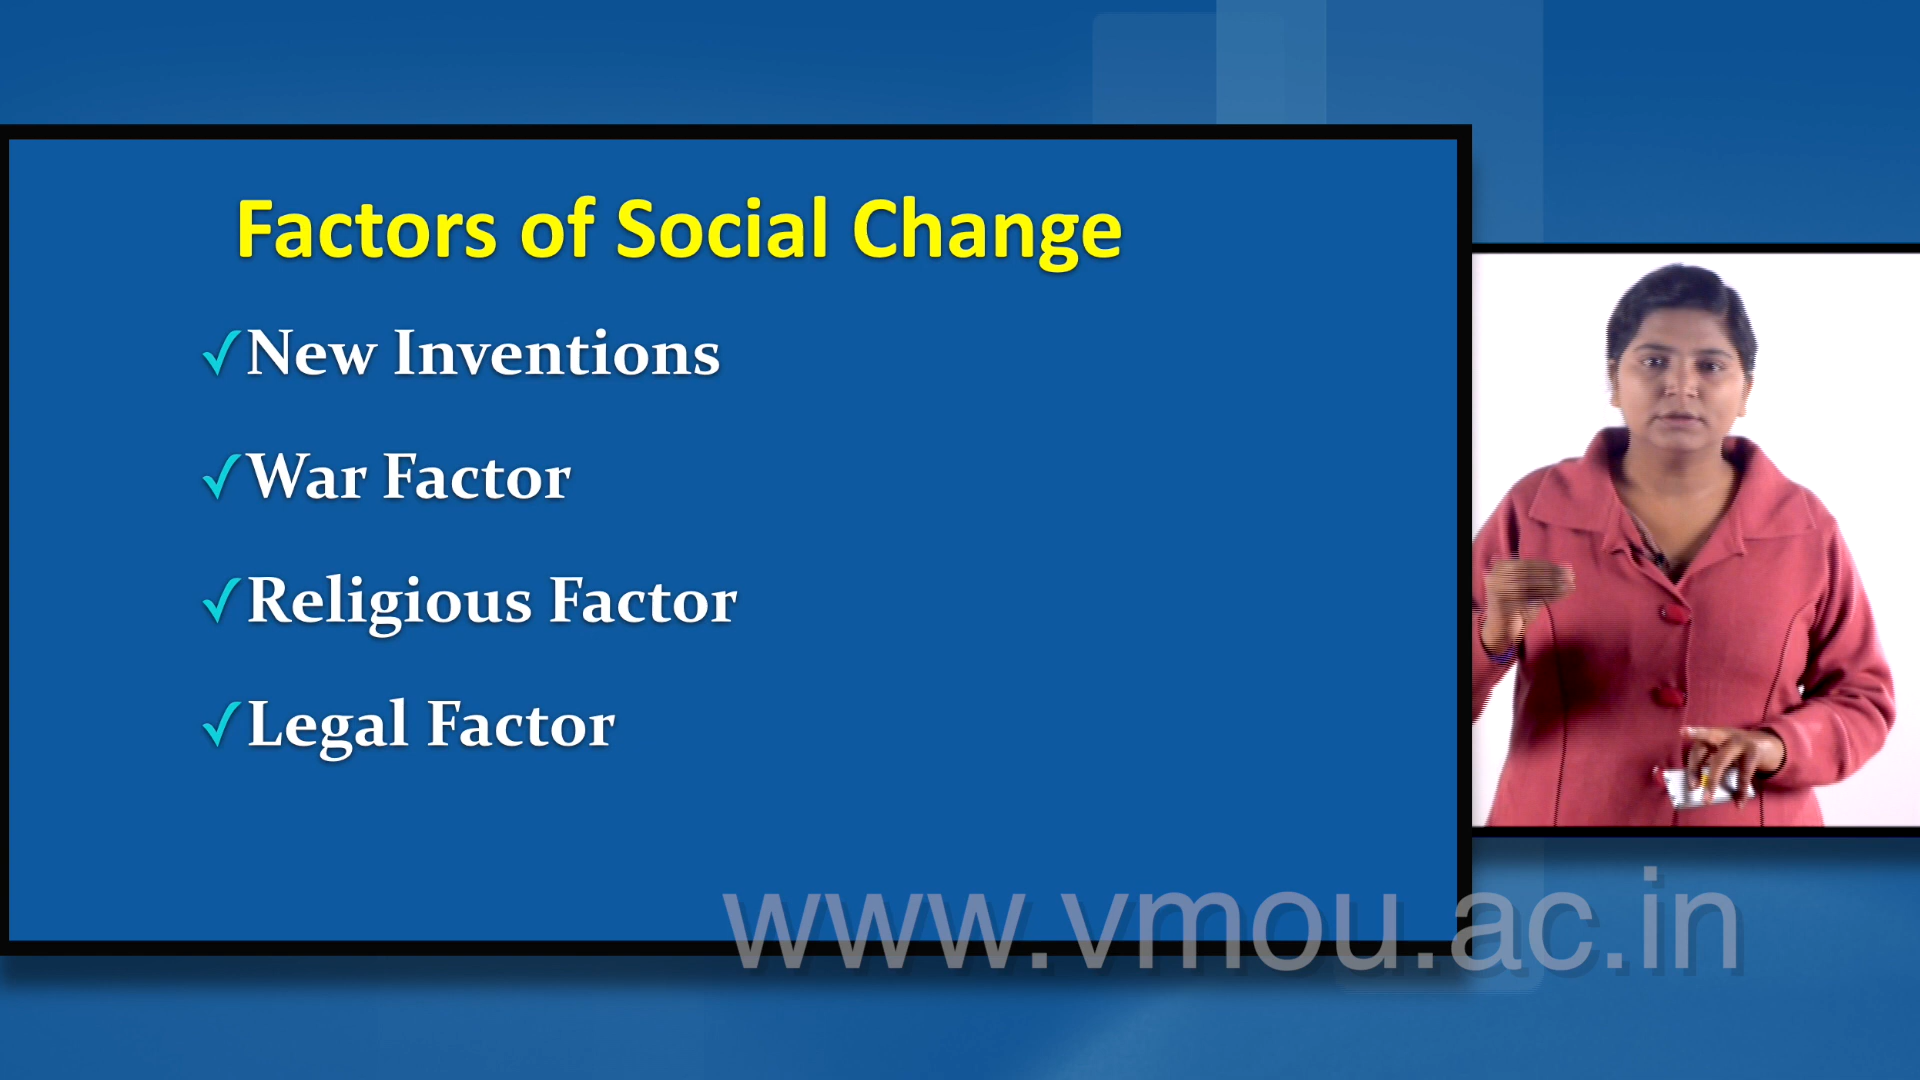 Factors of Social Change
✓New Inventions
✓War Factor
✓Religious Factor
✓Legal Factor
www.vmou.ac.in